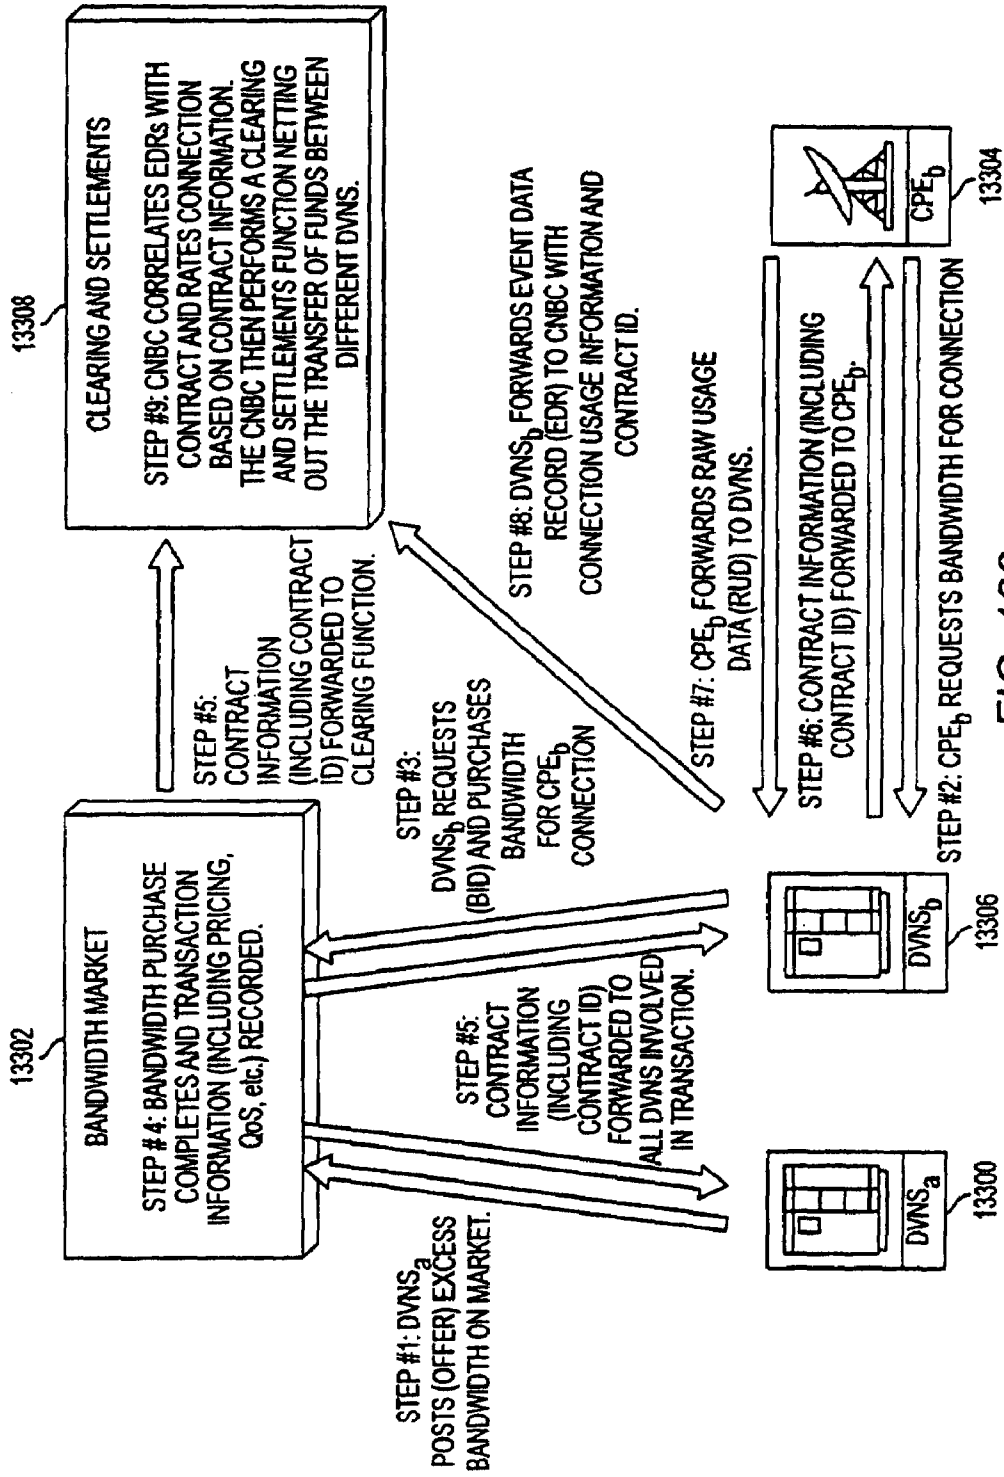 13302
BANDWIDTH MARKET
STEP # 4: BANDWIDTH PURCHASE
COMPLETES AND TRANSACTION
INFORMATION (INCLUDING PRICING,
QoS, etc.) RECORDED.
13308
CLEARING AND SETTLEMENTS
STEP #9: CNBC CORRELATES EDRs WITH
CONTRACT AND RATES CONNECTION
BASED ON CONTRACT INFORMATION.
THE CNBC THEN PERFORMS A CLEARING
AND SETTLEMENTS FUNCTION NETTING
OUT THE TRANSFER OF FUNDS BETWEEN
DIFFERENT DVNS.
STEP #5:
CONTRACT
INFORMATION
(INCLUDING CONTRACT
ID) FORWARDED TO
CLEARING FUNCTION.
STEP #1: DVNSa
POSTS (OFFER) EXCESS
BANDWIDTH ON MARKET.
STEP #5:
CONTRACT
INFORMATION
(INCLUDING
CONTRACT ID)
FORWARDED TO
ALL DVNS INVOLVED
IN TRANSACTION.
STEP #3:
DVNSb REQUESTS
(BID) AND PURCHASES
BANDWIDTH
FOR CPEb
CONNECTION
STEP #8: DVNSb FORWARDS EVENT DATA
RECORD (EDR) TO CNBC WITH
CONNECTION USAGE INFORMATION AND
CONTRACT ID.
STEP #7: CPEb FORWARDS RAW USAGE
DATA (RUD) TO DVNS.
STEP #6: CONTRACT INFORMATION (INCLUDING
CONTRACT ID) FORWARDED TO CPEb.
STEP #2: CPEb REQUESTS BANDWIDTH FOR CONNECTION
DVNSa
13300
DVNSb
13306
CPEb
13304